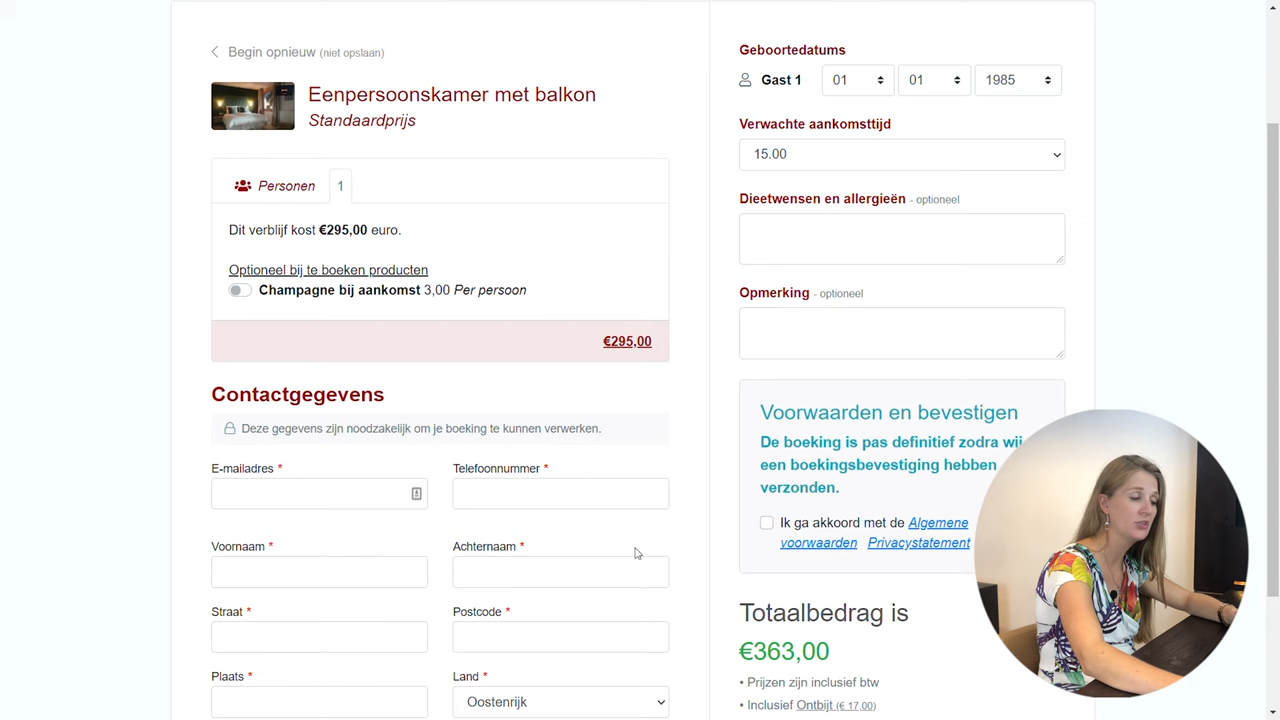 Begin opnieuw (niet opslaan)
Eenpersoonskamer met balkon
Standaardprijs
Personen 1
Dit verblijf kost €295,00 euro.
Optioneel bij te boeken producten
Champagne bij aankomst 3,00 Per persoon
€295,00
Contactgegevens
Deze gegevens zijn noodzakelijk om je boeking te kunnen verwerken.
E-mailadres *
Telefoonnummer *
Voornaam *
Achternaam *
Straat *
Postcode *
Plaats *
Land *
Oostenrijk
Geboortedatums
Gast 1 01 01 1985
Verwachte aankomsttijd
15.00
Dieetwensen en allergieën - optioneel
Opmerking - optioneel
Voorwaarden en bevestigen
De boeking is pas definitief zodra wij
een boekingsbevestiging hebben
verzonden.
Ik ga akkoord met de Algemene
voorwaarden Privacystatement
Totaalbedrag is
€363,00
• Prijzen zijn inclusief btw
• Inclusief Ontbijt (€ 17,00)